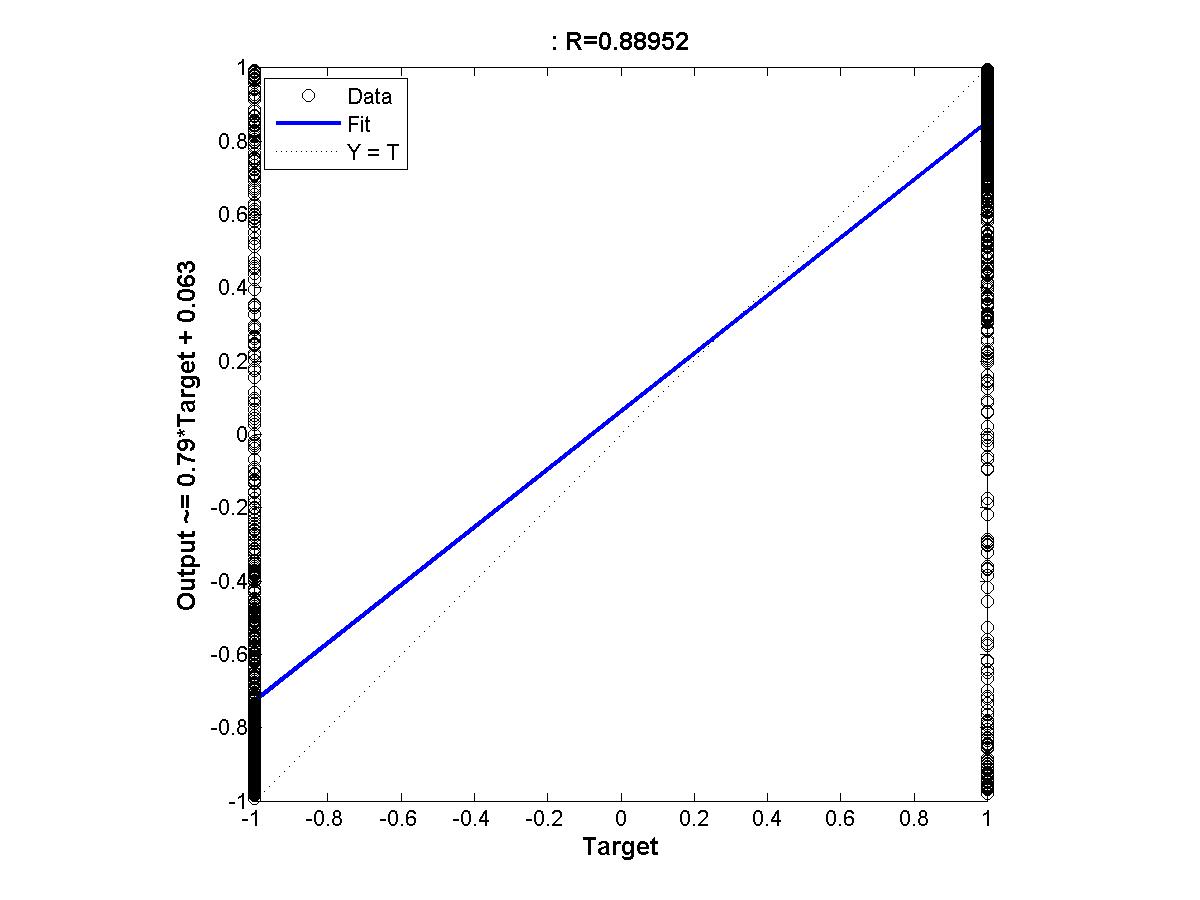 : R=0.88952
Data
Fit
Y = T
Output ~= 0.79*Target + 0.063
1
0.8
0.6
0.4
0.2
0
-0.2
-0.4
-0.6
-0.8
-1
-1 -0.8 -0.6 -0.4 -0.2 0 0.2 0.4 0.6 0.8 1
Target